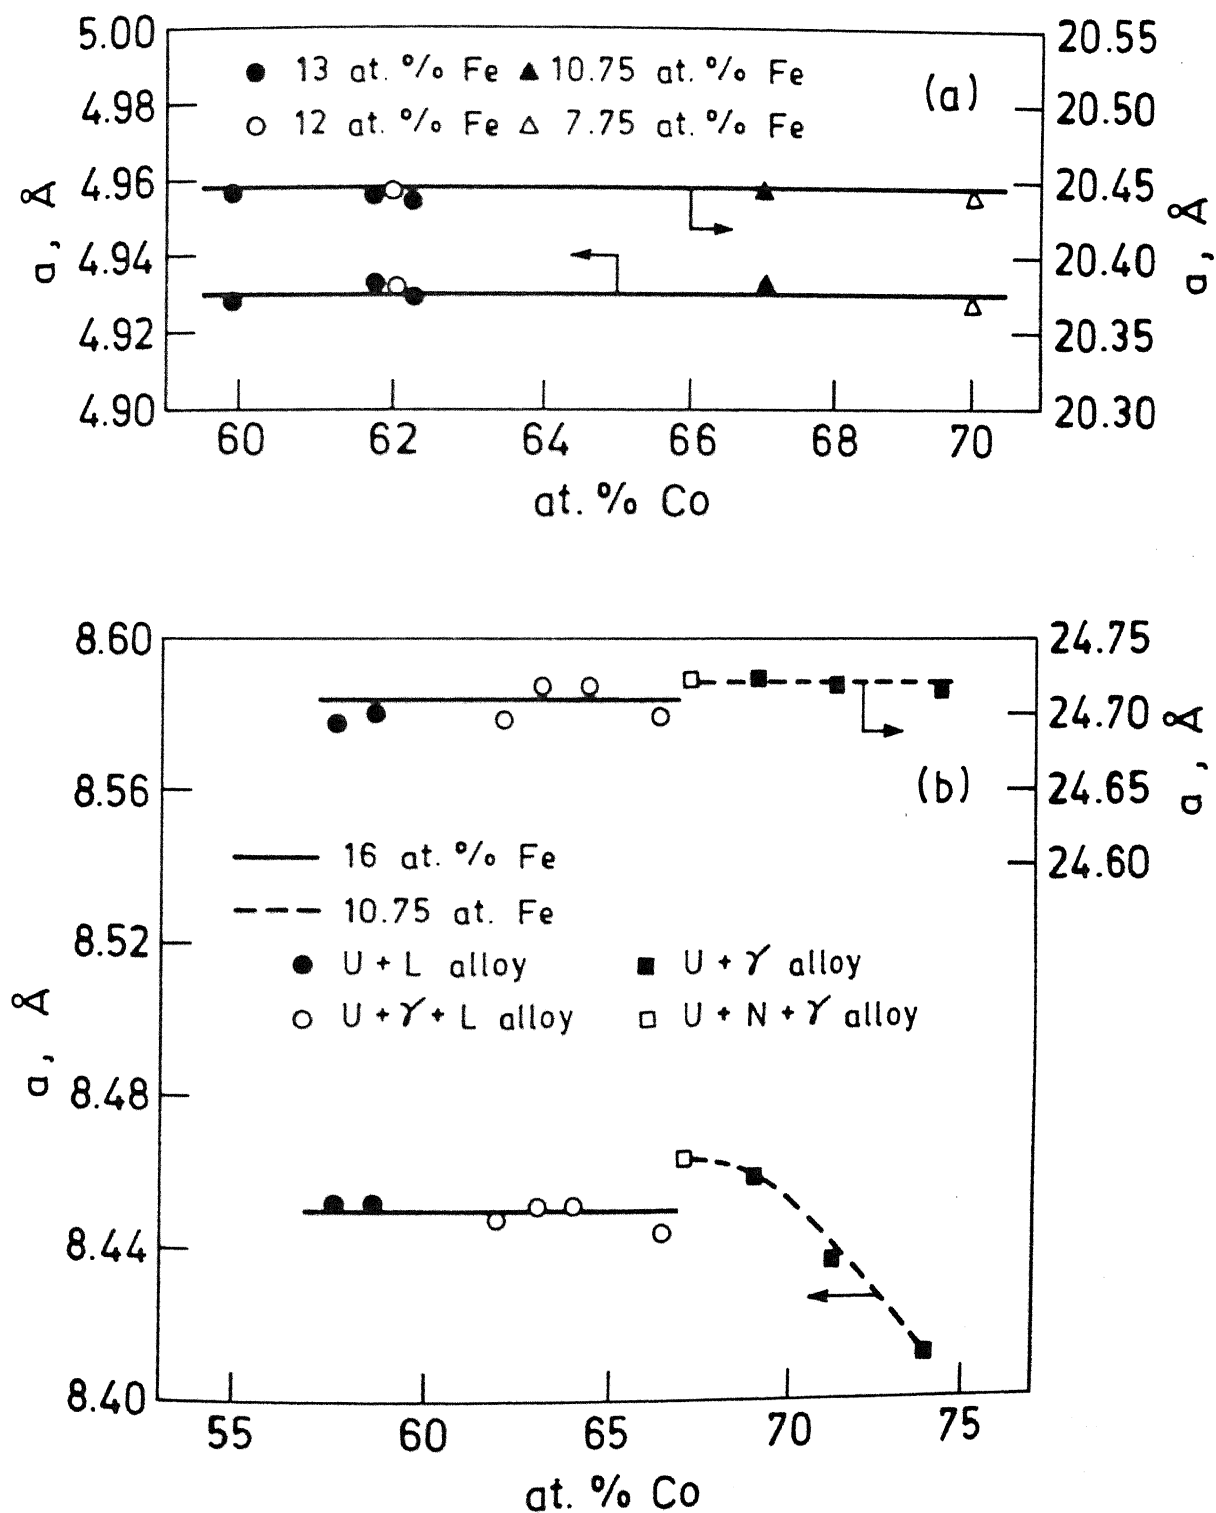 5.00
4.98
4.96
4.94
4.92
4.90
a, Å
● 13 at. % Fe ▲ 10.75 at. % Fe
○ 12 at. % Fe △ 7.75 at. % Fe
(a)
20.55
20.50
20.45
20.40
20.35
20.30
a, Å
60 62 64 66 68 70
at. % Co
8.60
8.56
8.52
8.48
8.44
8.40
a, Å
24.75
24.70
24.65
24.60
a, Å
(b)
16 at. % Fe
10.75 at. Fe
● U + L alloy ■ U + γ alloy
○ U + γ + L alloy □ U + N + γ alloy
55 60 65 70 75
at. % Co